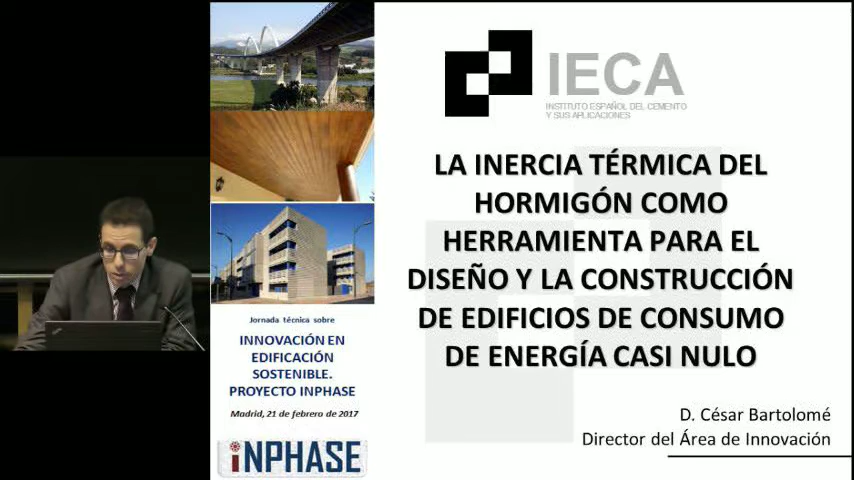 IECA
INSTITUTO ESPAÑOL DEL CEMENTO
Y SUS APLICACIONES
LA INERCIA TÉRMICA DEL
HORMIGÓN COMO
HERRAMIENTA PARA EL
DISEÑO Y LA CONSTRUCCIÓN
DE EDIFICIOS DE CONSUMO
DE ENERGÍA CASI NULO
D. César Bartolomé
Director del Área de Innovación
Jornada técnica sobre
INNOVACIÓN EN
EDIFICACIÓN
SOSTENIBLE.
PROYECTO INPHASE
Madrid, 21 de febrero de 2017
iNPHASE